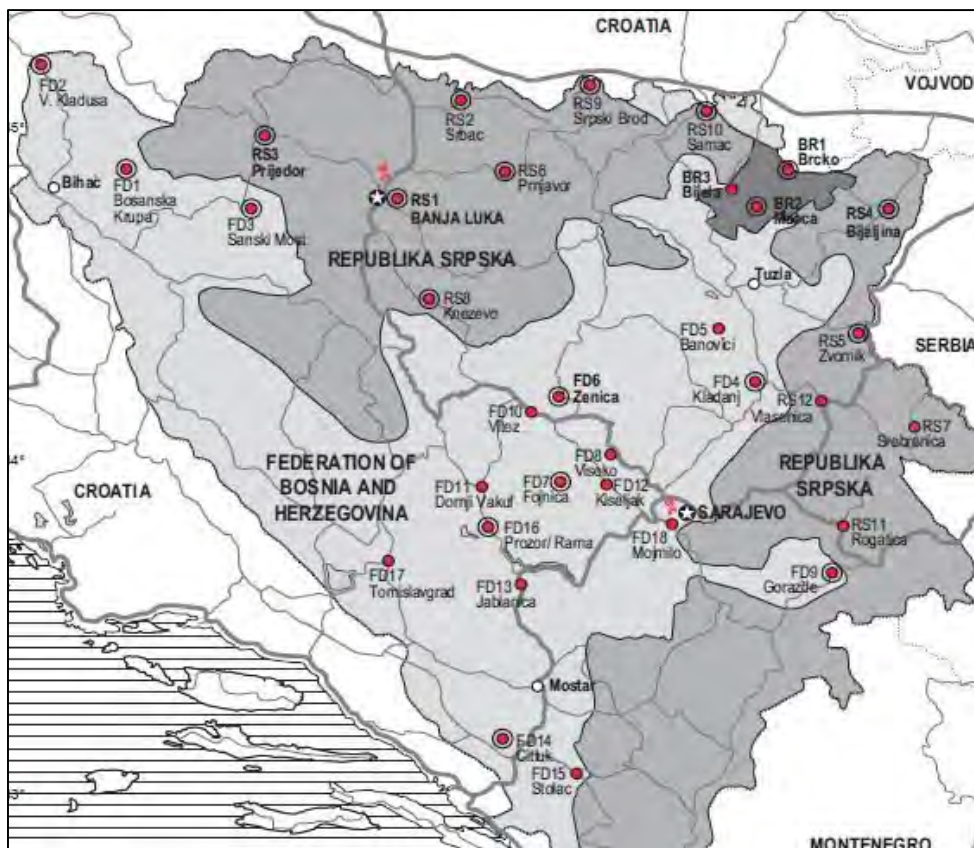 CROATIA
VOJVOD
FD2
V. Kladusa
RS9
Srpski Brod
RS2
Srbac
RS10
Samac
BR1
Brcko
RS3
Prijedor
BR3
Bijela
RS6
Prnjavor
BR2
Maoca
Bihac
FD1
Bosanska
Krupa
RS1
BANJA LUKA
RS4
Bijeljina
FD3
Sanski Most
REPUBLIKA SRPSKA
Tuzla
RS8
Knezevo
FD5
Banovici
RS5
Zvornik
SERBIA
FD6
Zenica
FD4
Kladanj
RS12
Vlasenica
FD10
Vitez
RS7
Srebrenica
FEDERATION OF
BOSNIA AND
HERZEGOVINA
FD8
Visoko
REPUBLIKA
SRPSKA
FD11
Donji Vakuf
FD7
Fojnica
FD12
Kiseljak
CROATIA
SARAJEVO
FD16
Prozor/ Rama
FD18
Mojmilo
RS11
Rogatica
FD17
Tomislavgrad
FD13
Jablanica
FD9
Goražde
Mostar
FD14
Citluk
FD15
Stolac
MONTENEGRO